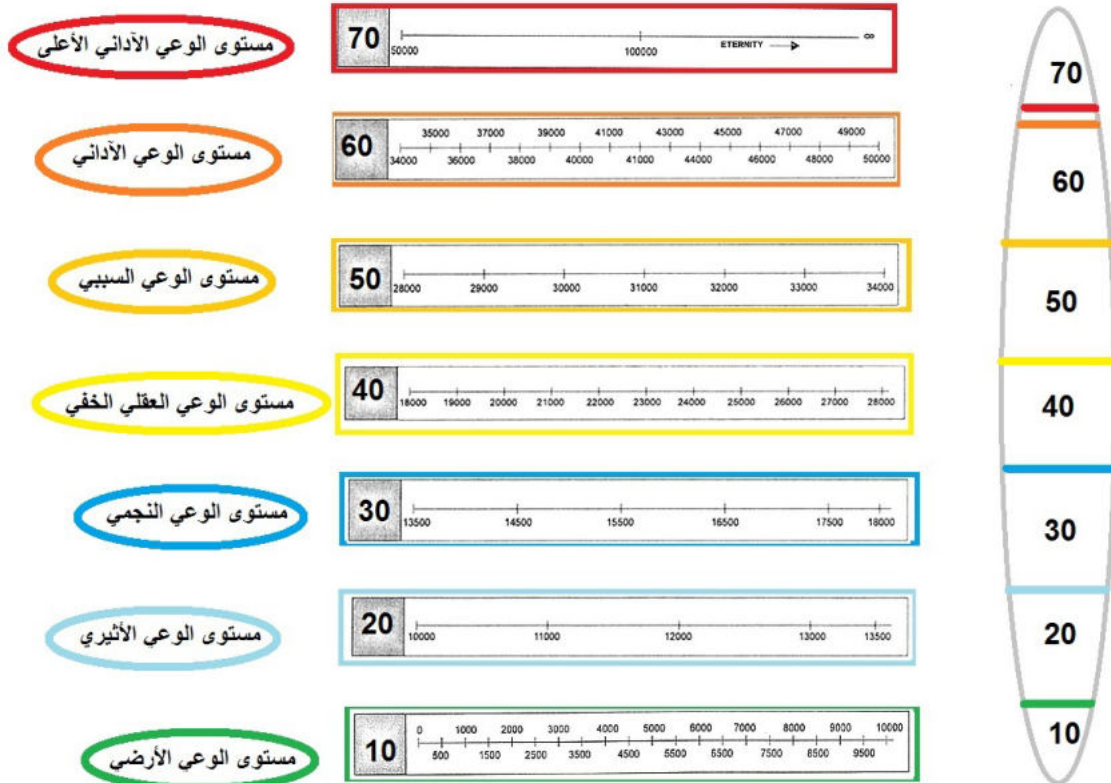 مستوى الوعي الآداني الأعلى
70
50000 100000 ETERNITY ∞
70
مستوى الوعي الآداني
60
35000 37000 39000 41000 43000 45000 47000 49000
34000 36000 38000 40000 41000 42000 44000 46000 48000 50000
60
مستوى الوعي السببي
50
28000 29000 30000 31000 32000 33000 34000
50
مستوى الوعي العقلي الخفي
40
18000 19000 20000 21000 22000 23000 24000 25000 26000 27000 28000
40
مستوى الوعي النجمي
30
13500 14500 15500 16500 17500 18000
30
مستوى الوعي الأثيري
20
10000 11000 12000 13000 13500
20
مستوى الوعي الأرضي
10
0 1000 2000 3000 4000 5000 6000 7000 8000 9000 10000
500 1500 2500 3500 4500 5500 6500 7500 8500 9500
10